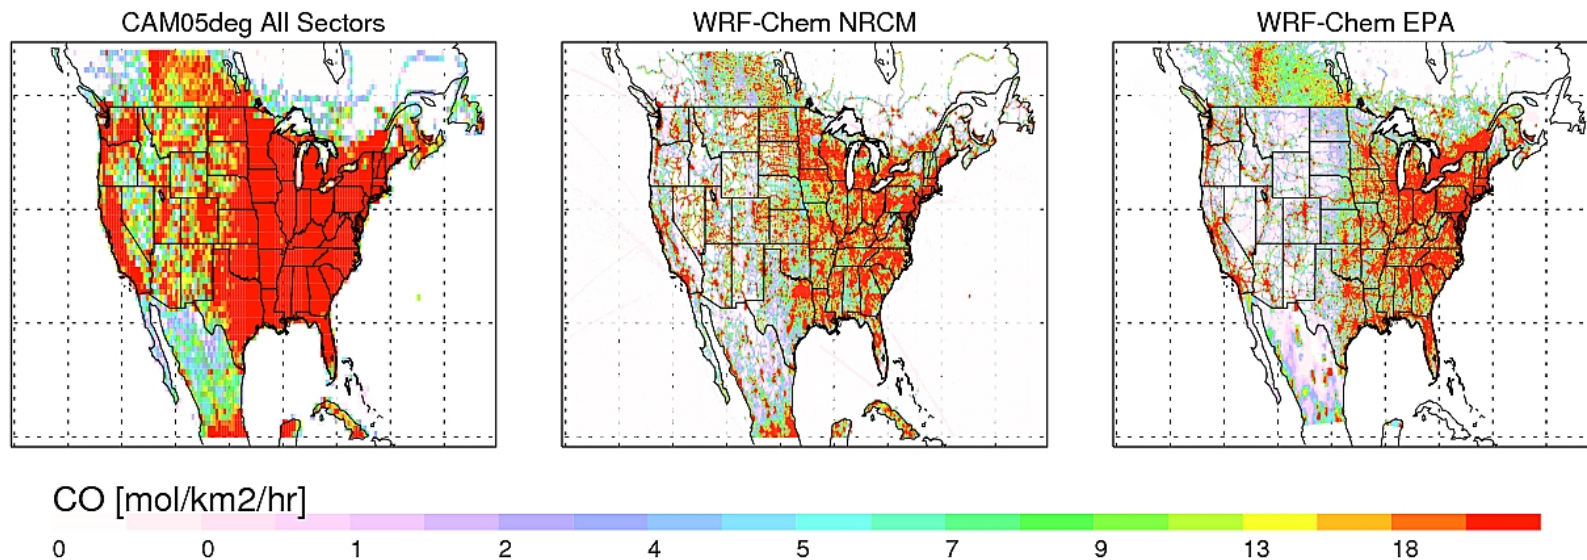 CAM05deg All Sectors
WRF-Chem NRCM
WRF-Chem EPA
CO [mol/km2/hr]
0 0 1 2 4 5 7 9 13 18